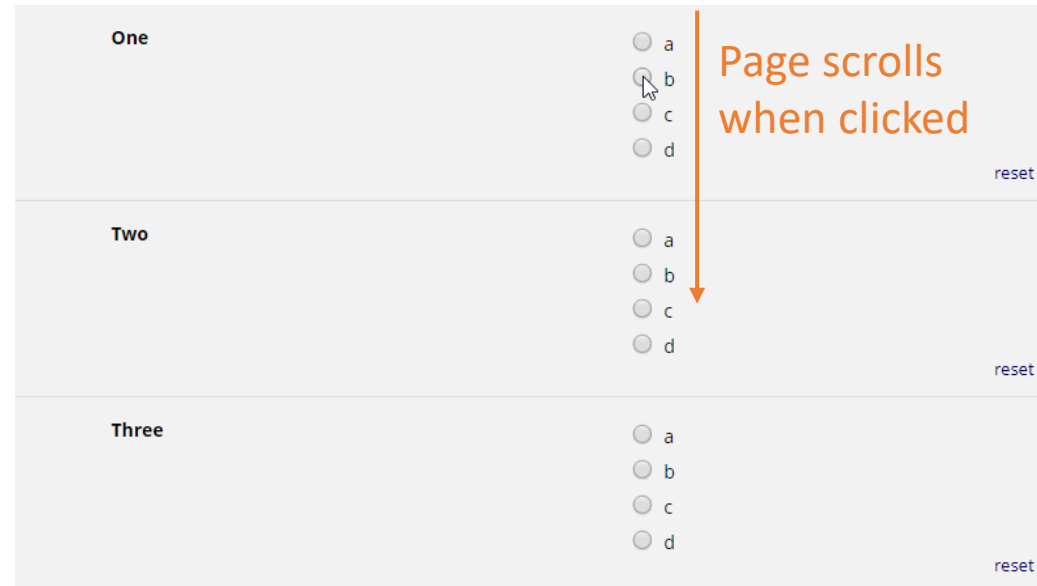 One
a
b
c
d
reset
Page scrolls
when clicked
Two
a
b
c
d
reset
Three
a
b
c
d
reset